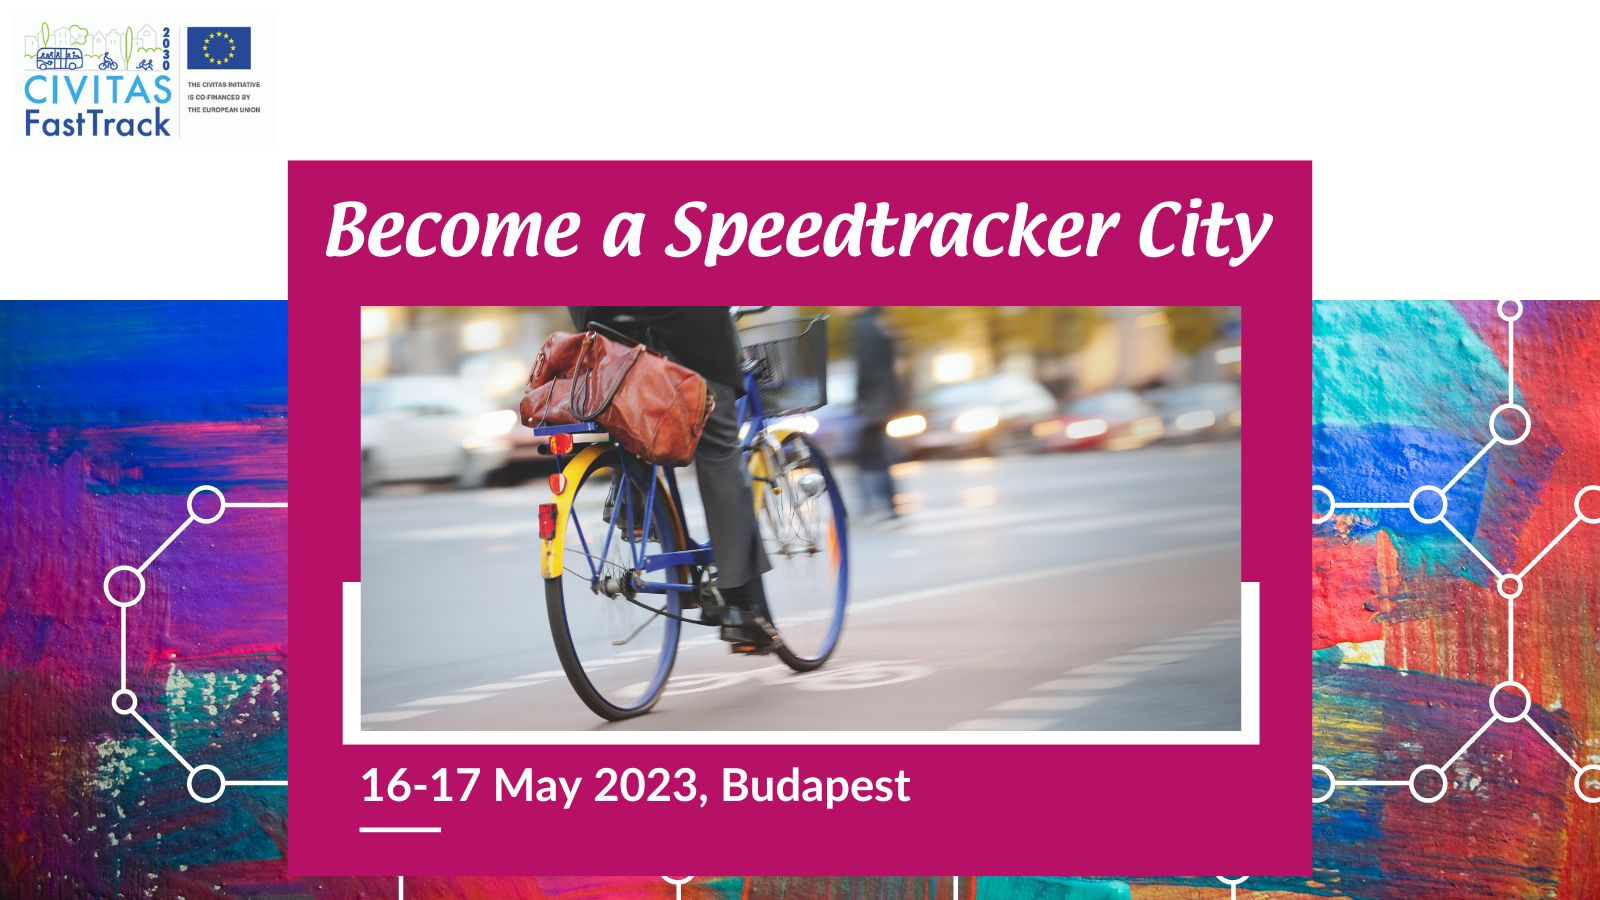 2030
CIVITAS
FastTrack
THE CIVITAS INITIATIVE
IS CO-FINANCED BY
THE EUROPEAN UNION
Become a Speedtracker City
16-17 May 2023, Budapest